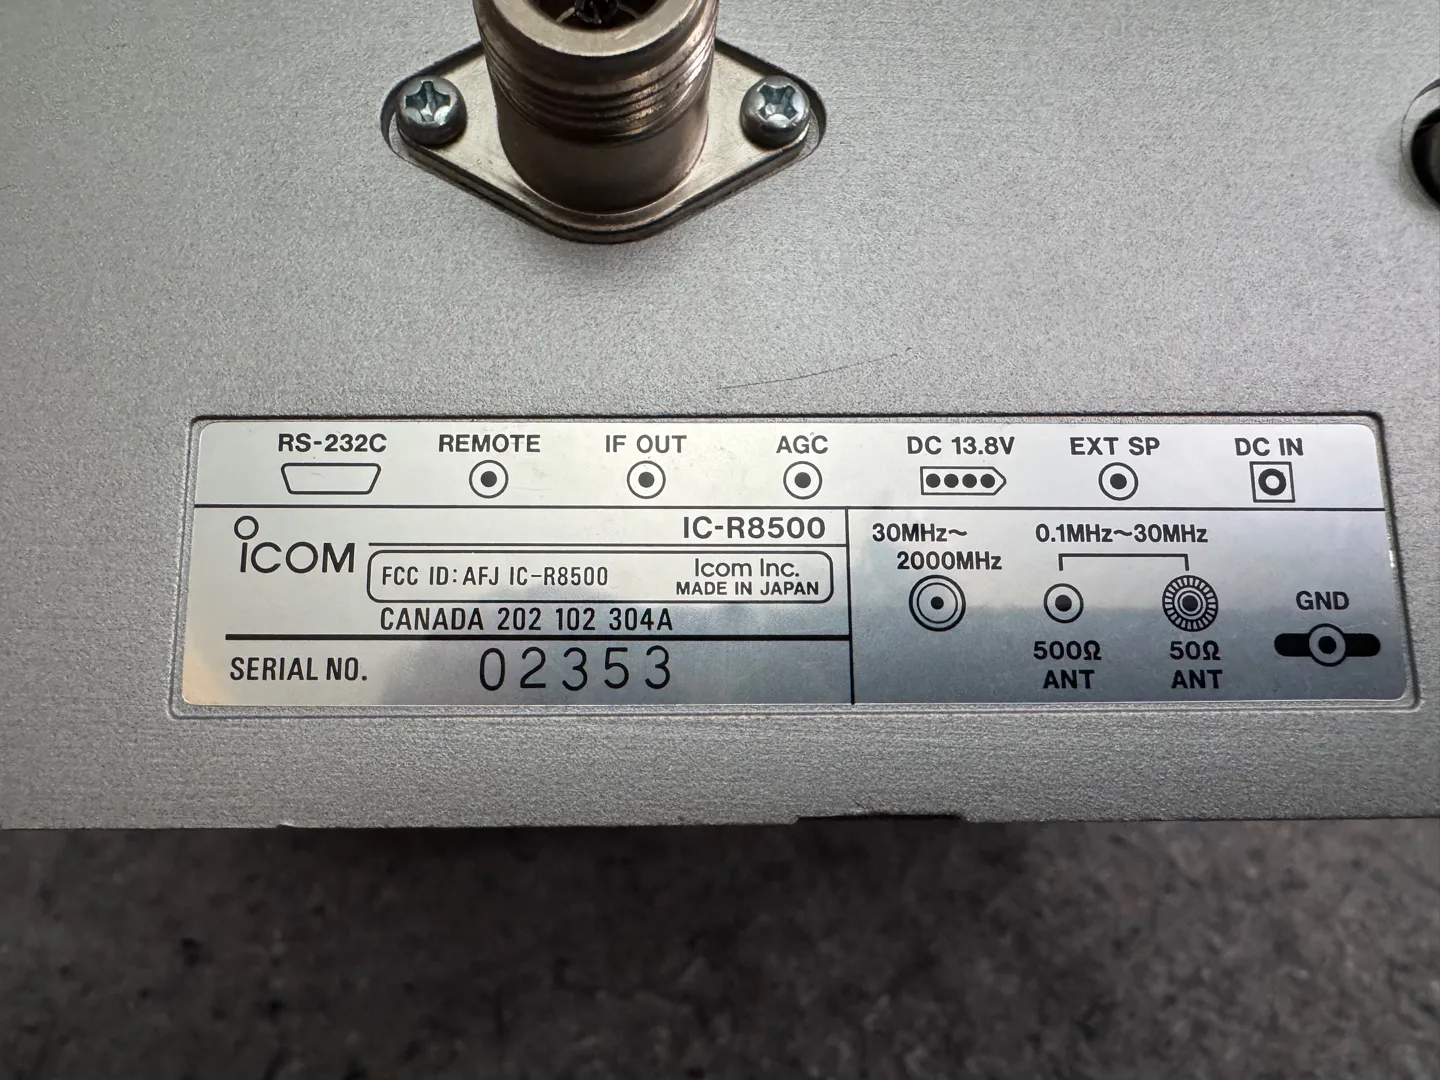 RS-232C REMOTE IF OUT AGC DC 13.8V EXT SP DC IN
ICOM
IC-R8500
FCC ID: AFJ IC-R8500
Icom Inc.
MADE IN JAPAN
CANADA 202 102 304A
SERIAL NO. 02353
30MHz~
2000MHz
0.1MHz~30MHz
500Ω
ANT
50Ω
ANT
GND